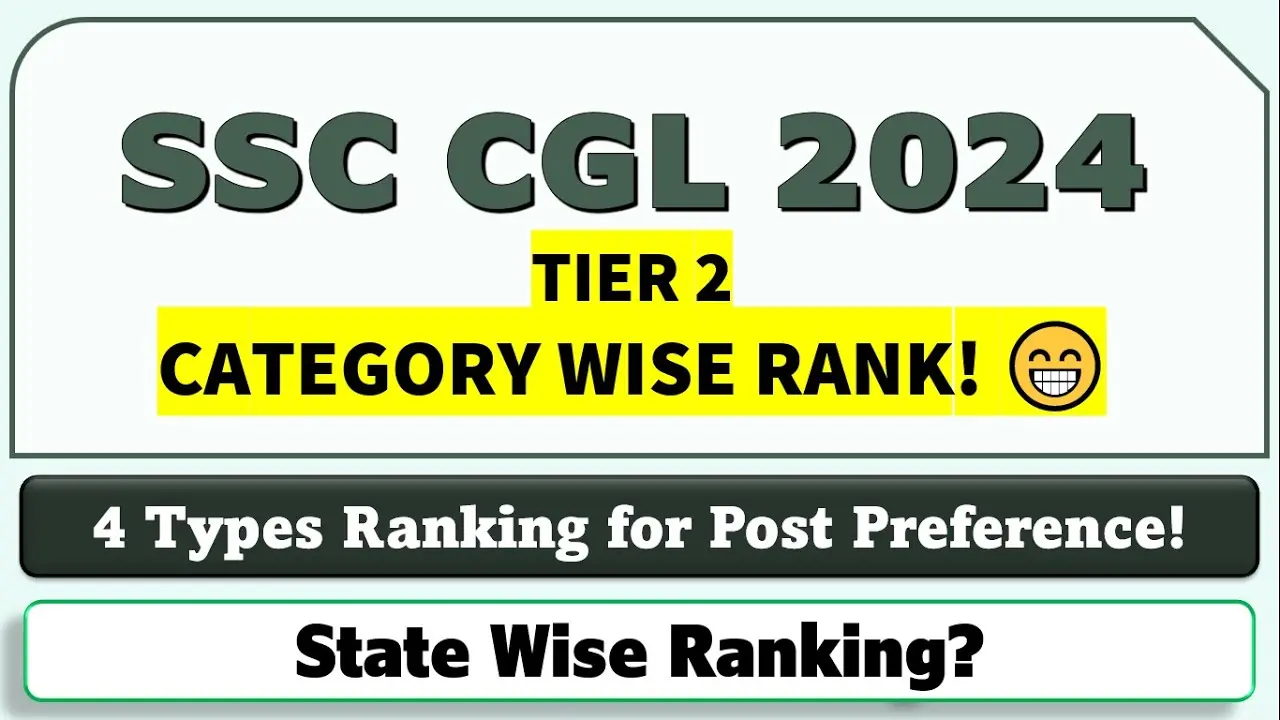 SSC CGL 2024
TIER 2
CATEGORY WISE RANK! 😁
4 Types Ranking for Post Preference!
State Wise Ranking?